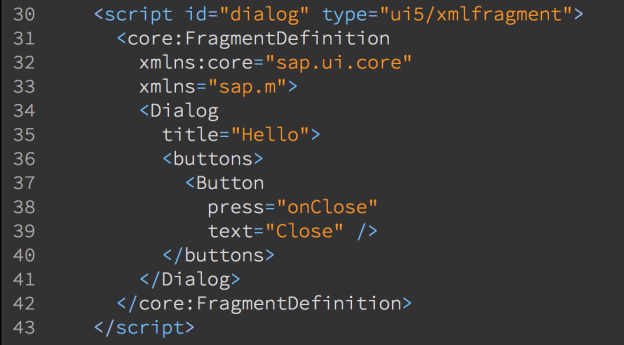 30 <script id="dialog" type="ui5/xmlfragment">
31 <core:FragmentDefinition
32 xmlns:core="sap.ui.core"
33 xmlns="sap.m">
34 <Dialog
35 title="Hello">
36 <buttons>
37 <Button
38 press="onClose"
39 text="Close" />
40 </buttons>
41 </Dialog>
42 </core:FragmentDefinition>
43 </script>